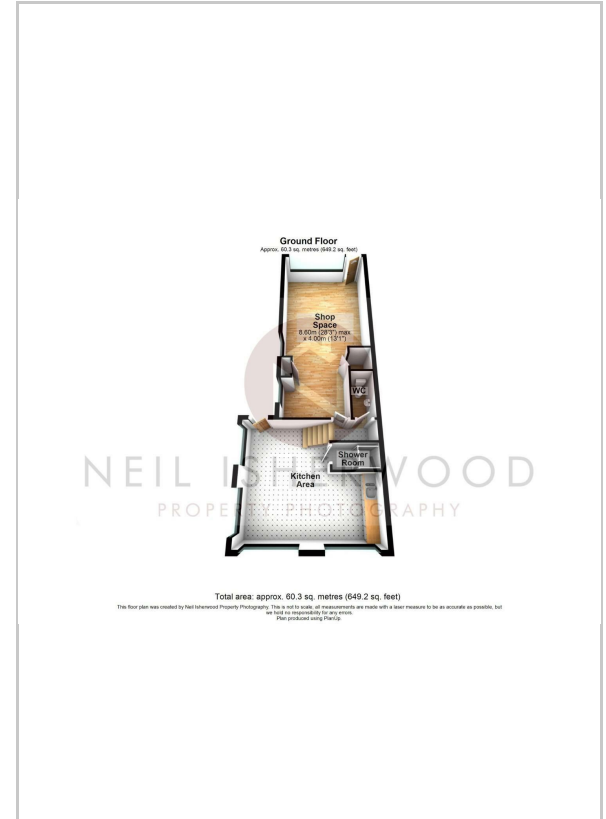 Ground Floor
Approx. 60.3 sq. metres (649.2 sq. feet)
Shop
Space
8.60m (28'3") max
x 4.00m (13'1")
WC
Shower
Room
Kitchen
Area
NEIL ISHERWOOD
PROPERTY PHOTOGRAPHY
Total area: approx. 60.3 sq. metres (649.2 sq. feet)
This floor plan was created by Neil Isherwood Property Photography. This is not to scale, all measurements are made with a laser measure to be as accurate as possible, but
we hold no responsibility for any errors.
Plan produced using PlanUp.